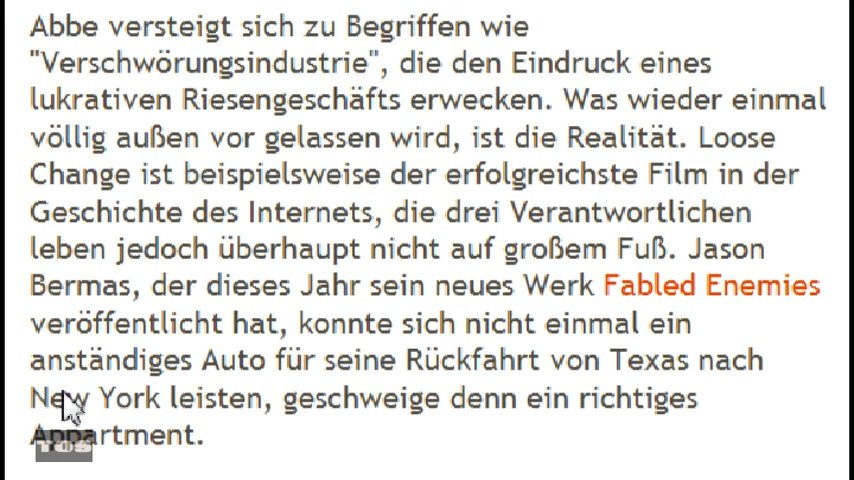 Abbe versteigt sich zu Begriffen wie
"Verschwörungsindustrie", die den Eindruck eines
lukrativen Riesengeschäfts erwecken. Was wieder einmal
völlig außen vor gelassen wird, ist die Realität. Loose
Change ist beispielsweise der erfolgreichste Film in der
Geschichte des Internets, die drei Verantwortlichen
leben jedoch überhaupt nicht auf großem Fuß. Jason
Bermas, der dieses Jahr sein neues Werk Fabled Enemies
veröffentlicht hat, konnte sich nicht einmal ein
anständiges Auto für seine Rückfahrt von Texas nach
New York leisten, geschweige denn ein richtiges
Appartment.